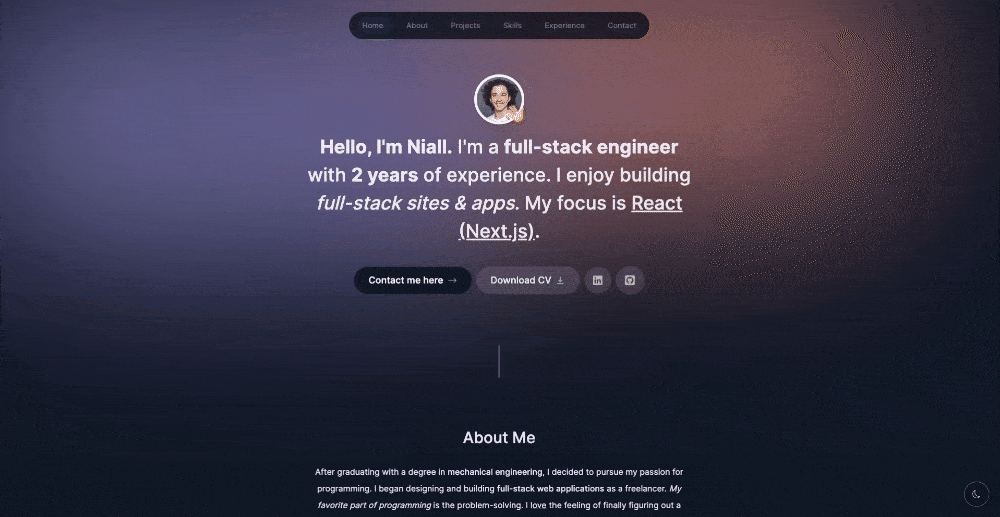 Home About Projects Skills Experience Contact
Hello, I'm Niall. I'm a full-stack engineer
with 2 years of experience. I enjoy building
full-stack sites & apps. My focus is React
(Next.js).
Contact me here → Download CV
About Me
After graduating with a degree in mechanical engineering, I decided to pursue my passion for
programming. I began designing and building full-stack web applications as a freelancer. My
favorite part of programming is the problem-solving. I love the feeling of finally figuring out a